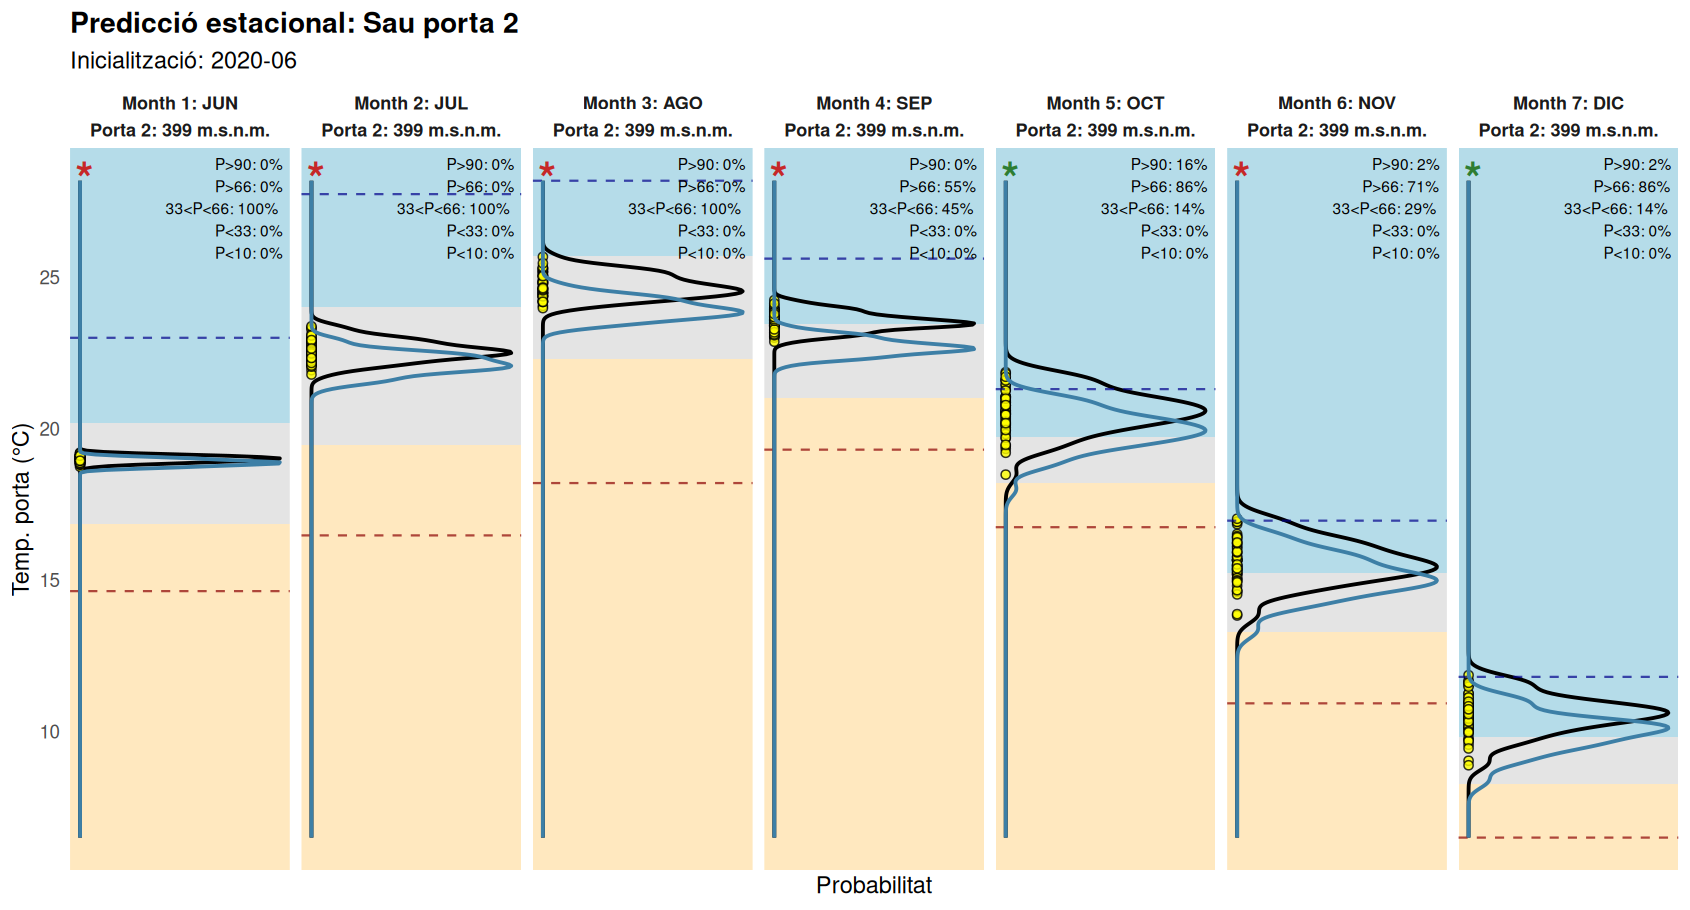 Predicció estacional: Sau porta 2
Inicialització: 2020-06
Month 1: JUN
Porta 2: 399 m.s.n.m.
Month 2: JUL
Porta 2: 399 m.s.n.m.
Month 3: AGO
Porta 2: 399 m.s.n.m.
Month 4: SEP
Porta 2: 399 m.s.n.m.
Month 5: OCT
Porta 2: 399 m.s.n.m.
Month 6: NOV
Porta 2: 399 m.s.n.m.
Month 7: DIC
Porta 2: 399 m.s.n.m.
*
P>90: 0%
P>66: 0%
33<P<66: 100%
P<33: 0%
P<10: 0%
*
P>90: 0%
P>66: 0%
33<P<66: 100%
P<33: 0%
P<10: 0%
*
P>90: 0%
P>66: 0%
33<P<66: 100%
P<33: 0%
P<10: 0%
*
P>90: 0%
P>66: 55%
33<P<66: 45%
P<33: 0%
P<10: 0%
*
P>90: 16%
P>66: 86%
33<P<66: 14%
P<33: 0%
P<10: 0%
*
P>90: 2%
P>66: 71%
33<P<66: 29%
P<33: 0%
P<10: 0%
*
P>90: 2%
P>66: 86%
33<P<66: 14%
P<33: 0%
P<10: 0%
25
20
15
10
Temp. porta (°C)
Probabilitat